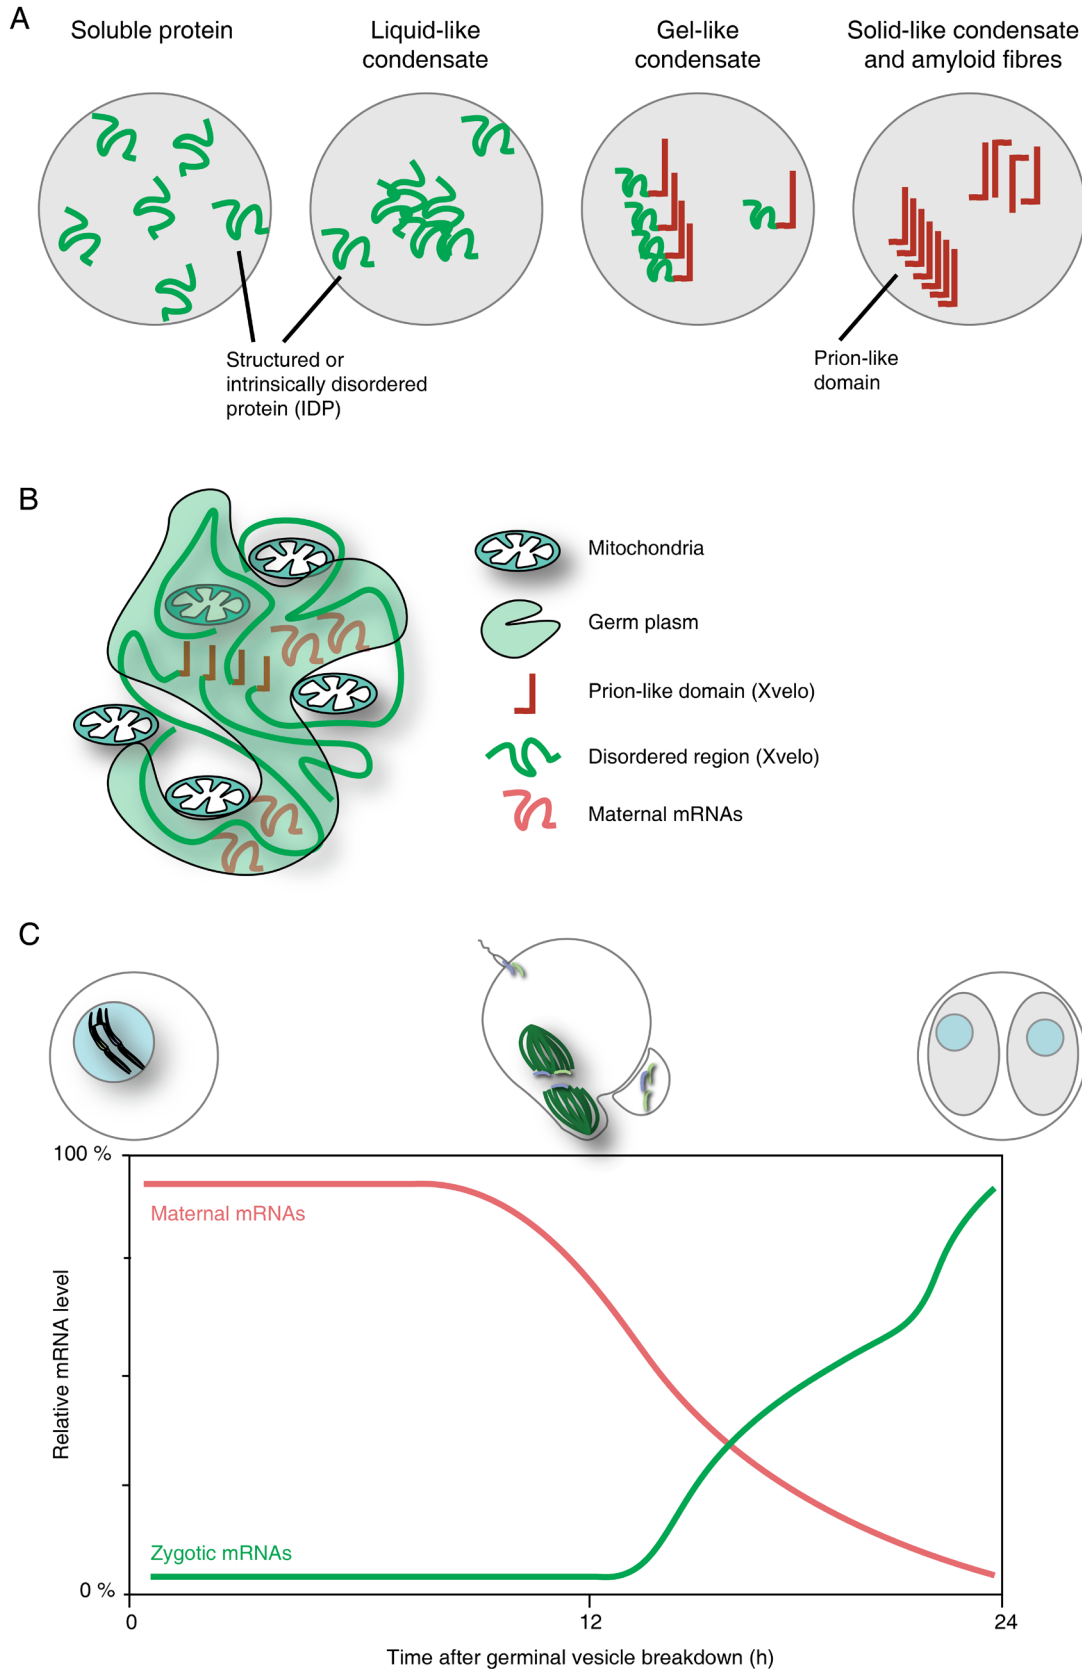 A
Soluble protein
Liquid-like
condensate
Gel-like
condensate
Solid-like condensate
and amyloid fibres
Structured or
intrinsically disordered
protein (IDP)
Prion-like
domain
B
Mitochondria
Germ plasm
Prion-like domain (Xvelo)
Disordered region (Xvelo)
Maternal mRNAs
C
100 %
Maternal mRNAs
Relative mRNA level
Zygotic mRNAs
0 %
0
12
24
Time after germinal vesicle breakdown (h)